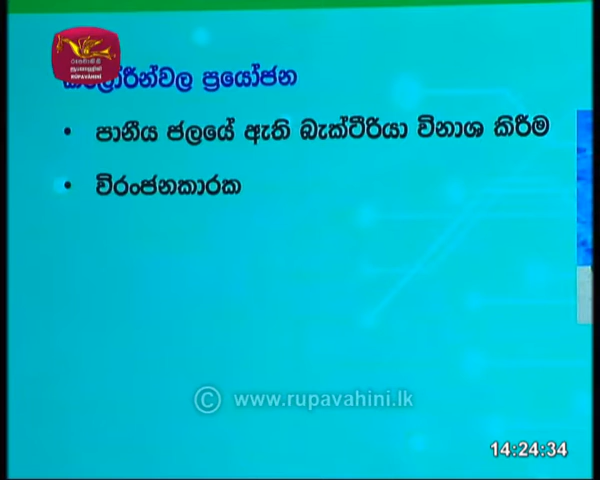 ප්‍රයෝජන
• පානීය ජලයේ ඇති බැක්ටීරියා විනාශ කිරීම
• විරංජනකාරක
© www.rupavahini.lk
14:24:34